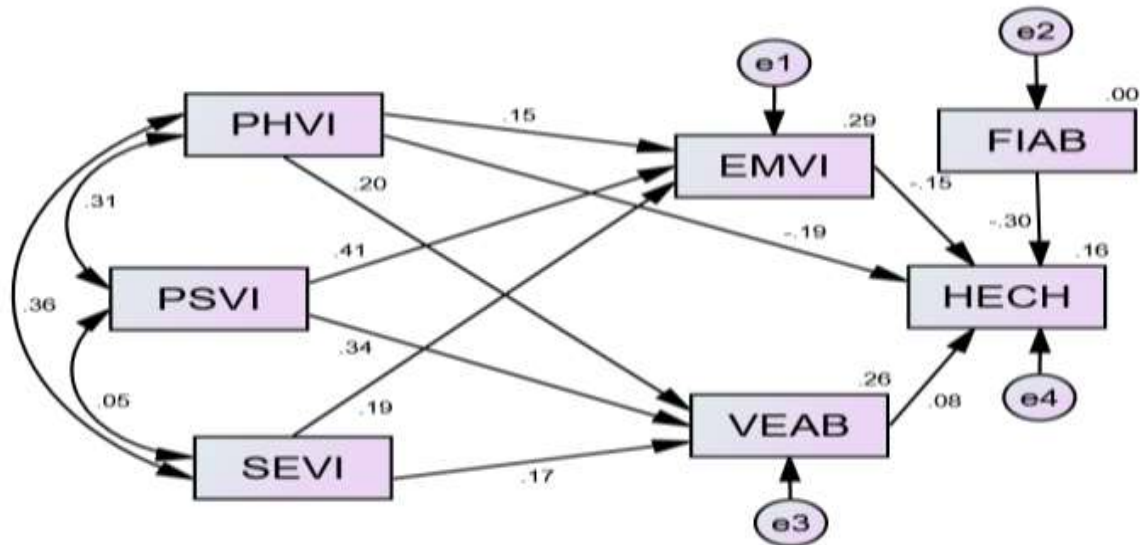 e2
e1
.00
PHVI
.15
.29
FIAB
EMVI
.20
-.15
.31
-.30
.41
-.19
.16
PSVI
HECH
.36
.34
.26
.05
.19
.08
e4
VEAB
SEVI
.17
e3